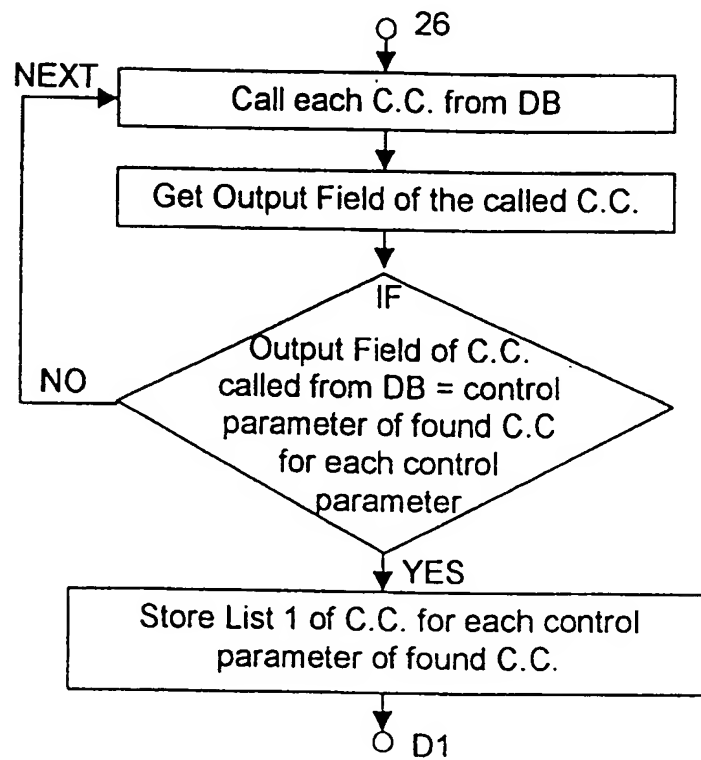 26
NEXT
Call each C.C. from DB
Get Output Field of the called C.C.
IF
Output Field of C.C.
called from DB = control
parameter of found C.C
for each control
parameter
NO
YES
Store List 1 of C.C. for each control
parameter of found C.C.
D1